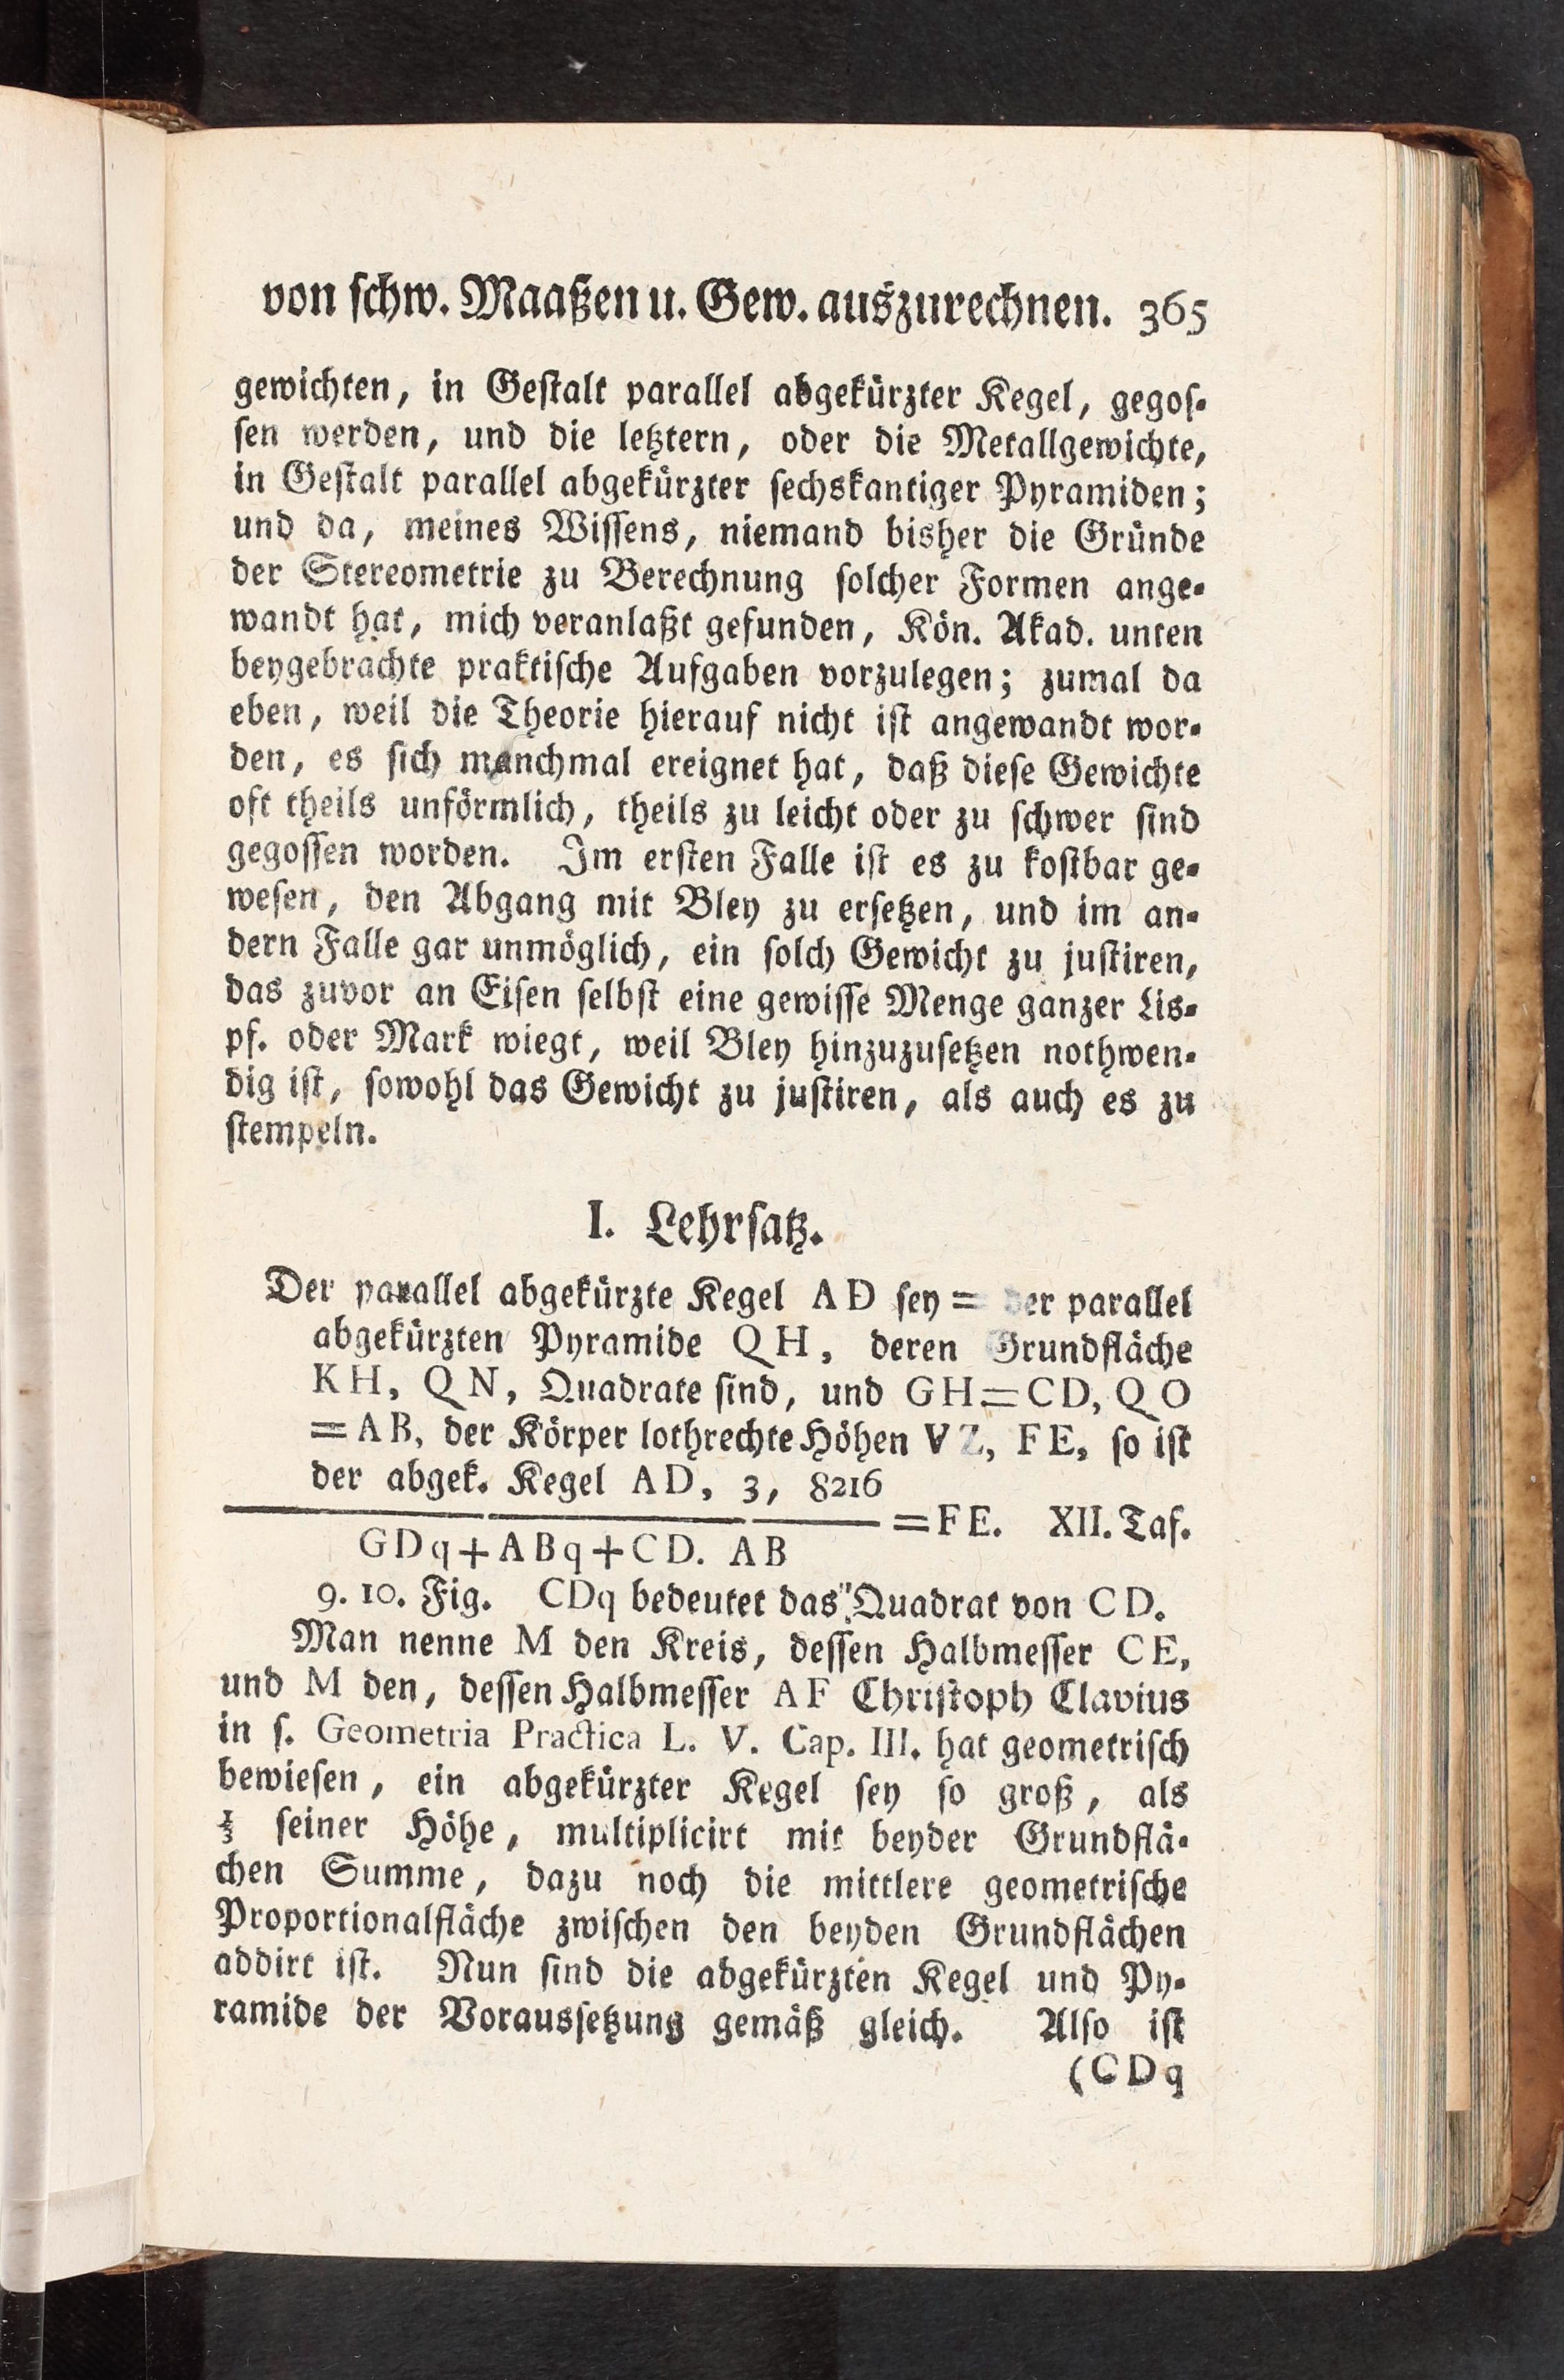 von schw. Maaßen u. Gew. auszurechnen. 365
gewichten, in Gestalt parallel abgekürzter Kegel, gegos-
sen werden, und die letztern, oder die Metallgewichte,
in Gestalt parallel abgekürzter sechskantiger Pyramiden;
und da, meines Wissens, niemand bisher die Gründe
der Stereometrie zu Berechnung solcher Formen ange-
wandt hat, mich veranlaßt gefunden, Kön. Akad. unten
beygebrachte praktische Aufgaben vorzulegen; zumal da
eben, weil die Theorie hierauf nicht ist angewandt wor-
den, es sich manchmal ereignet hat, daß diese Gewichte
oft theils unförmlich, theils zu leicht oder zu schwer sind
gegossen worden. Im ersten Falle ist es zu kostbar ge-
wesen, den Abgang mit Bley zu ersetzen, und im an-
dern Falle gar unmöglich, ein solch Gewicht zu justiren,
das zuvor an Eisen selbst eine gewisse Menge ganzer Lis-
pf. oder Mark wiegt, weil Bley hinzuzusetzen nothwen-
dig ist, sowohl das Gewicht zu justiren, als auch es zu
stempeln.
I. Lehrsatz.
Der parallel abgekürzte Kegel AD sey = der parallel
abgekürzten Pyramide QH, deren Grundfläche
KH, QN, Quadrate sind, und GH=CD, QO
=AB, der Körper lothrechte Höhen VZ, FE, so ist
der abgek. Kegel AD, 3, 8216
=FE. XII. Taf.
GDq+ABq+CD. AB
9. 10. Fig. CDq bedeutet das Quadrat von CD.
Man nenne M den Kreis, dessen Halbmesser CE,
und M den, dessen Halbmesser AF Christoph Clavius
in s. Geometria Practica L. V. Cap. III. hat geometrisch
bewiesen, ein abgekürzter Kegel sey so groß, als
⅓ seiner Höhe, multiplicirt mit beyder Grundflä-
chen Summe, dazu noch die mittlere geometrische
Proportionalfläche zwischen den beyden Grundflächen
addirt ist. Nun sind die abgekürzten Kegel und Py-
ramide der Voraussetzung gemäß gleich. Also ist
(CDq